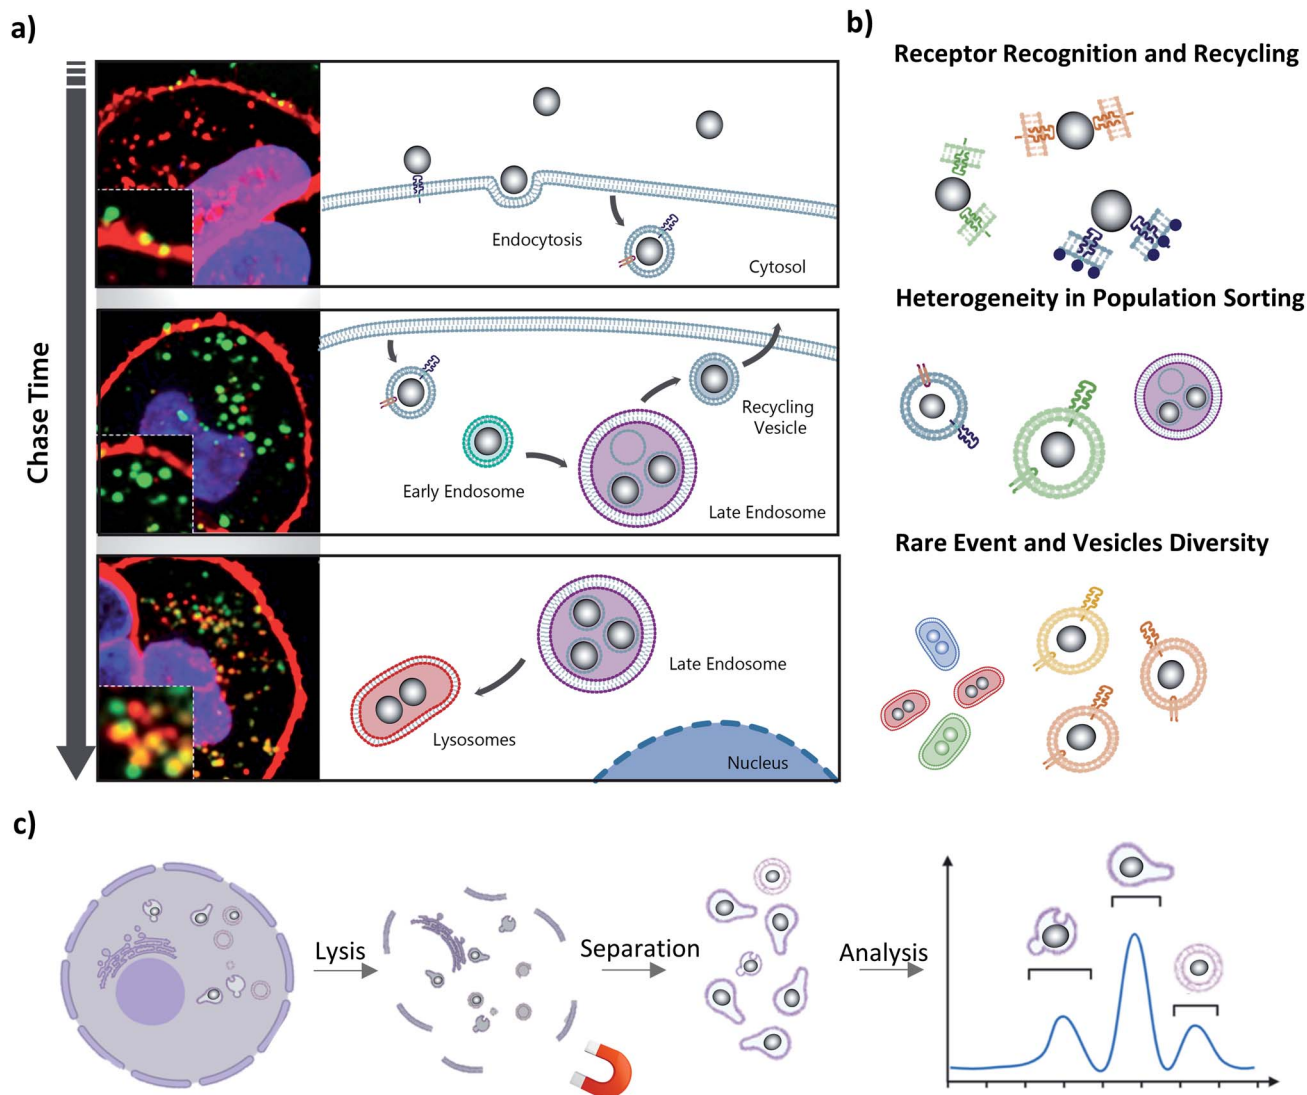 a)
Chase Time
Endocytosis
Cytosol
Recycling
Vesicle
Early Endosome
Late Endosome
Late Endosome
Lysosomes
Nucleus
b)
Receptor Recognition and Recycling
Heterogeneity in Population Sorting
Rare Event and Vesicles Diversity
c)
Lysis
Separation
Analysis